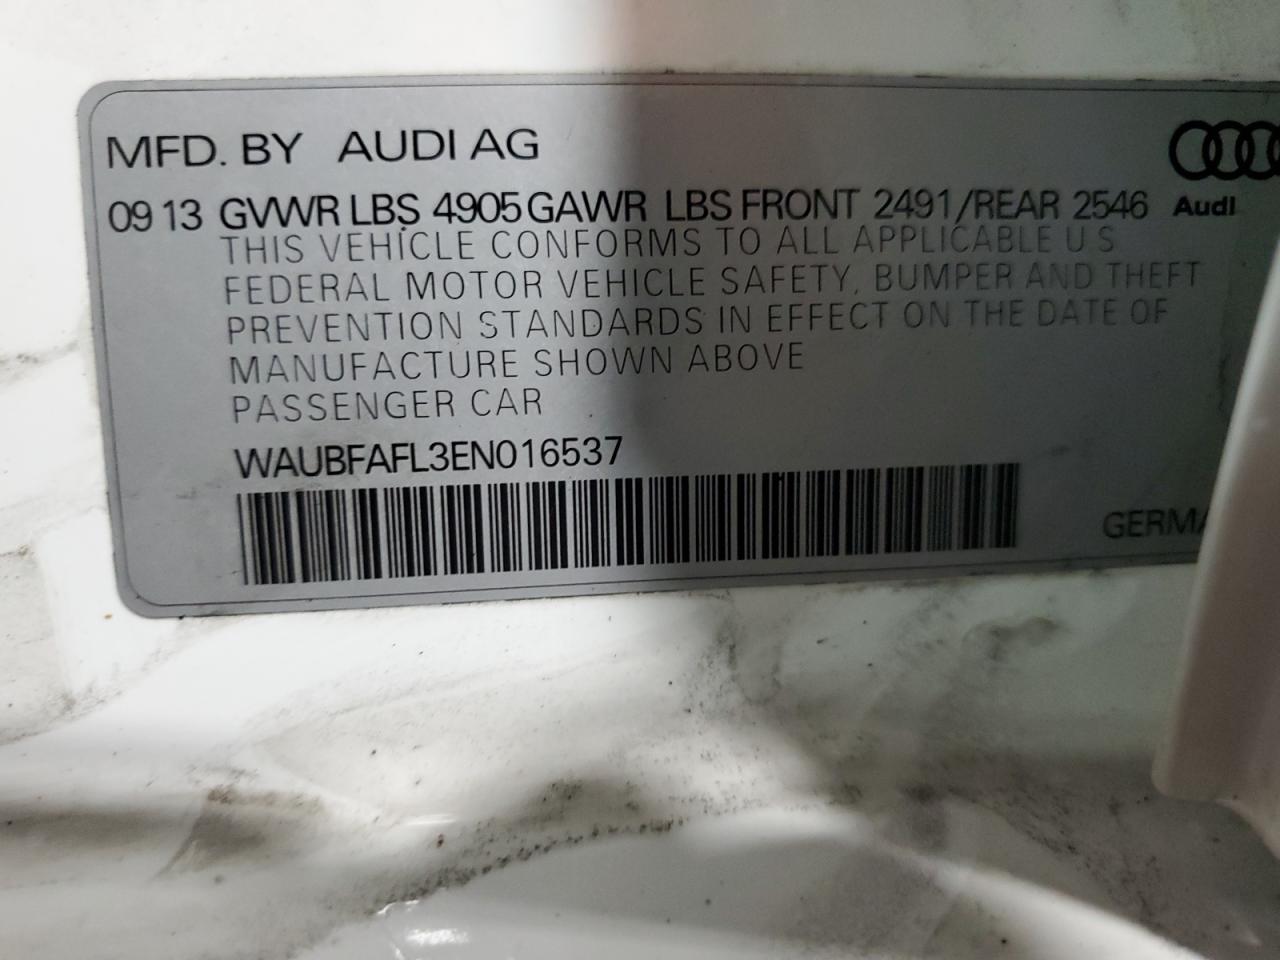 MFD. BY AUDI AG
09 13 GVWR LBS 4905 GAWR LBS FRONT 2491/REAR 2546 Audi
THIS VEHICLE CONFORMS TO ALL APPLICABLE U S
FEDERAL MOTOR VEHICLE SAFETY, BUMPER AND THEFT
PREVENTION STANDARDS IN EFFECT ON THE DATE OF
MANUFACTURE SHOWN ABOVE
PASSENGER CAR
WAUBFAFL3EN016537